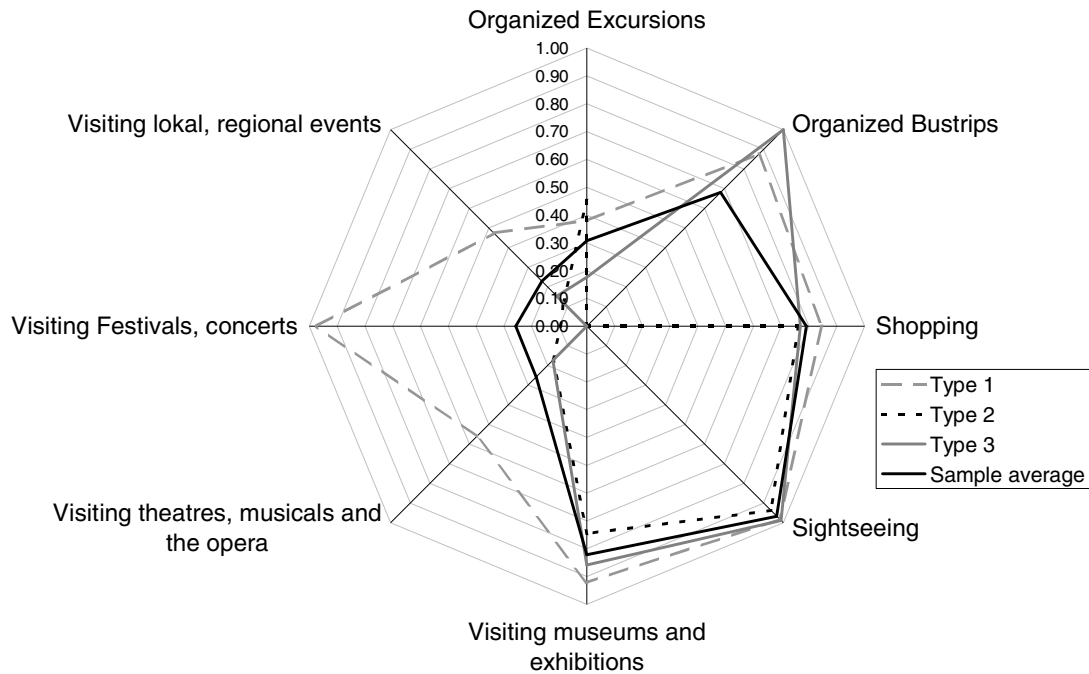 Organized Excursions
1.00
0.90
0.80
0.70
0.60
0.50
0.40
0.30
0.20
0.10
0.00
Visiting lokal, regional events
Organized Bustrips
Visiting Festivals, concerts
Shopping
Type 1
Type 2
Type 3
Sample average
Visiting theatres, musicals and
the opera
Sightseeing
Visiting museums and
exhibitions